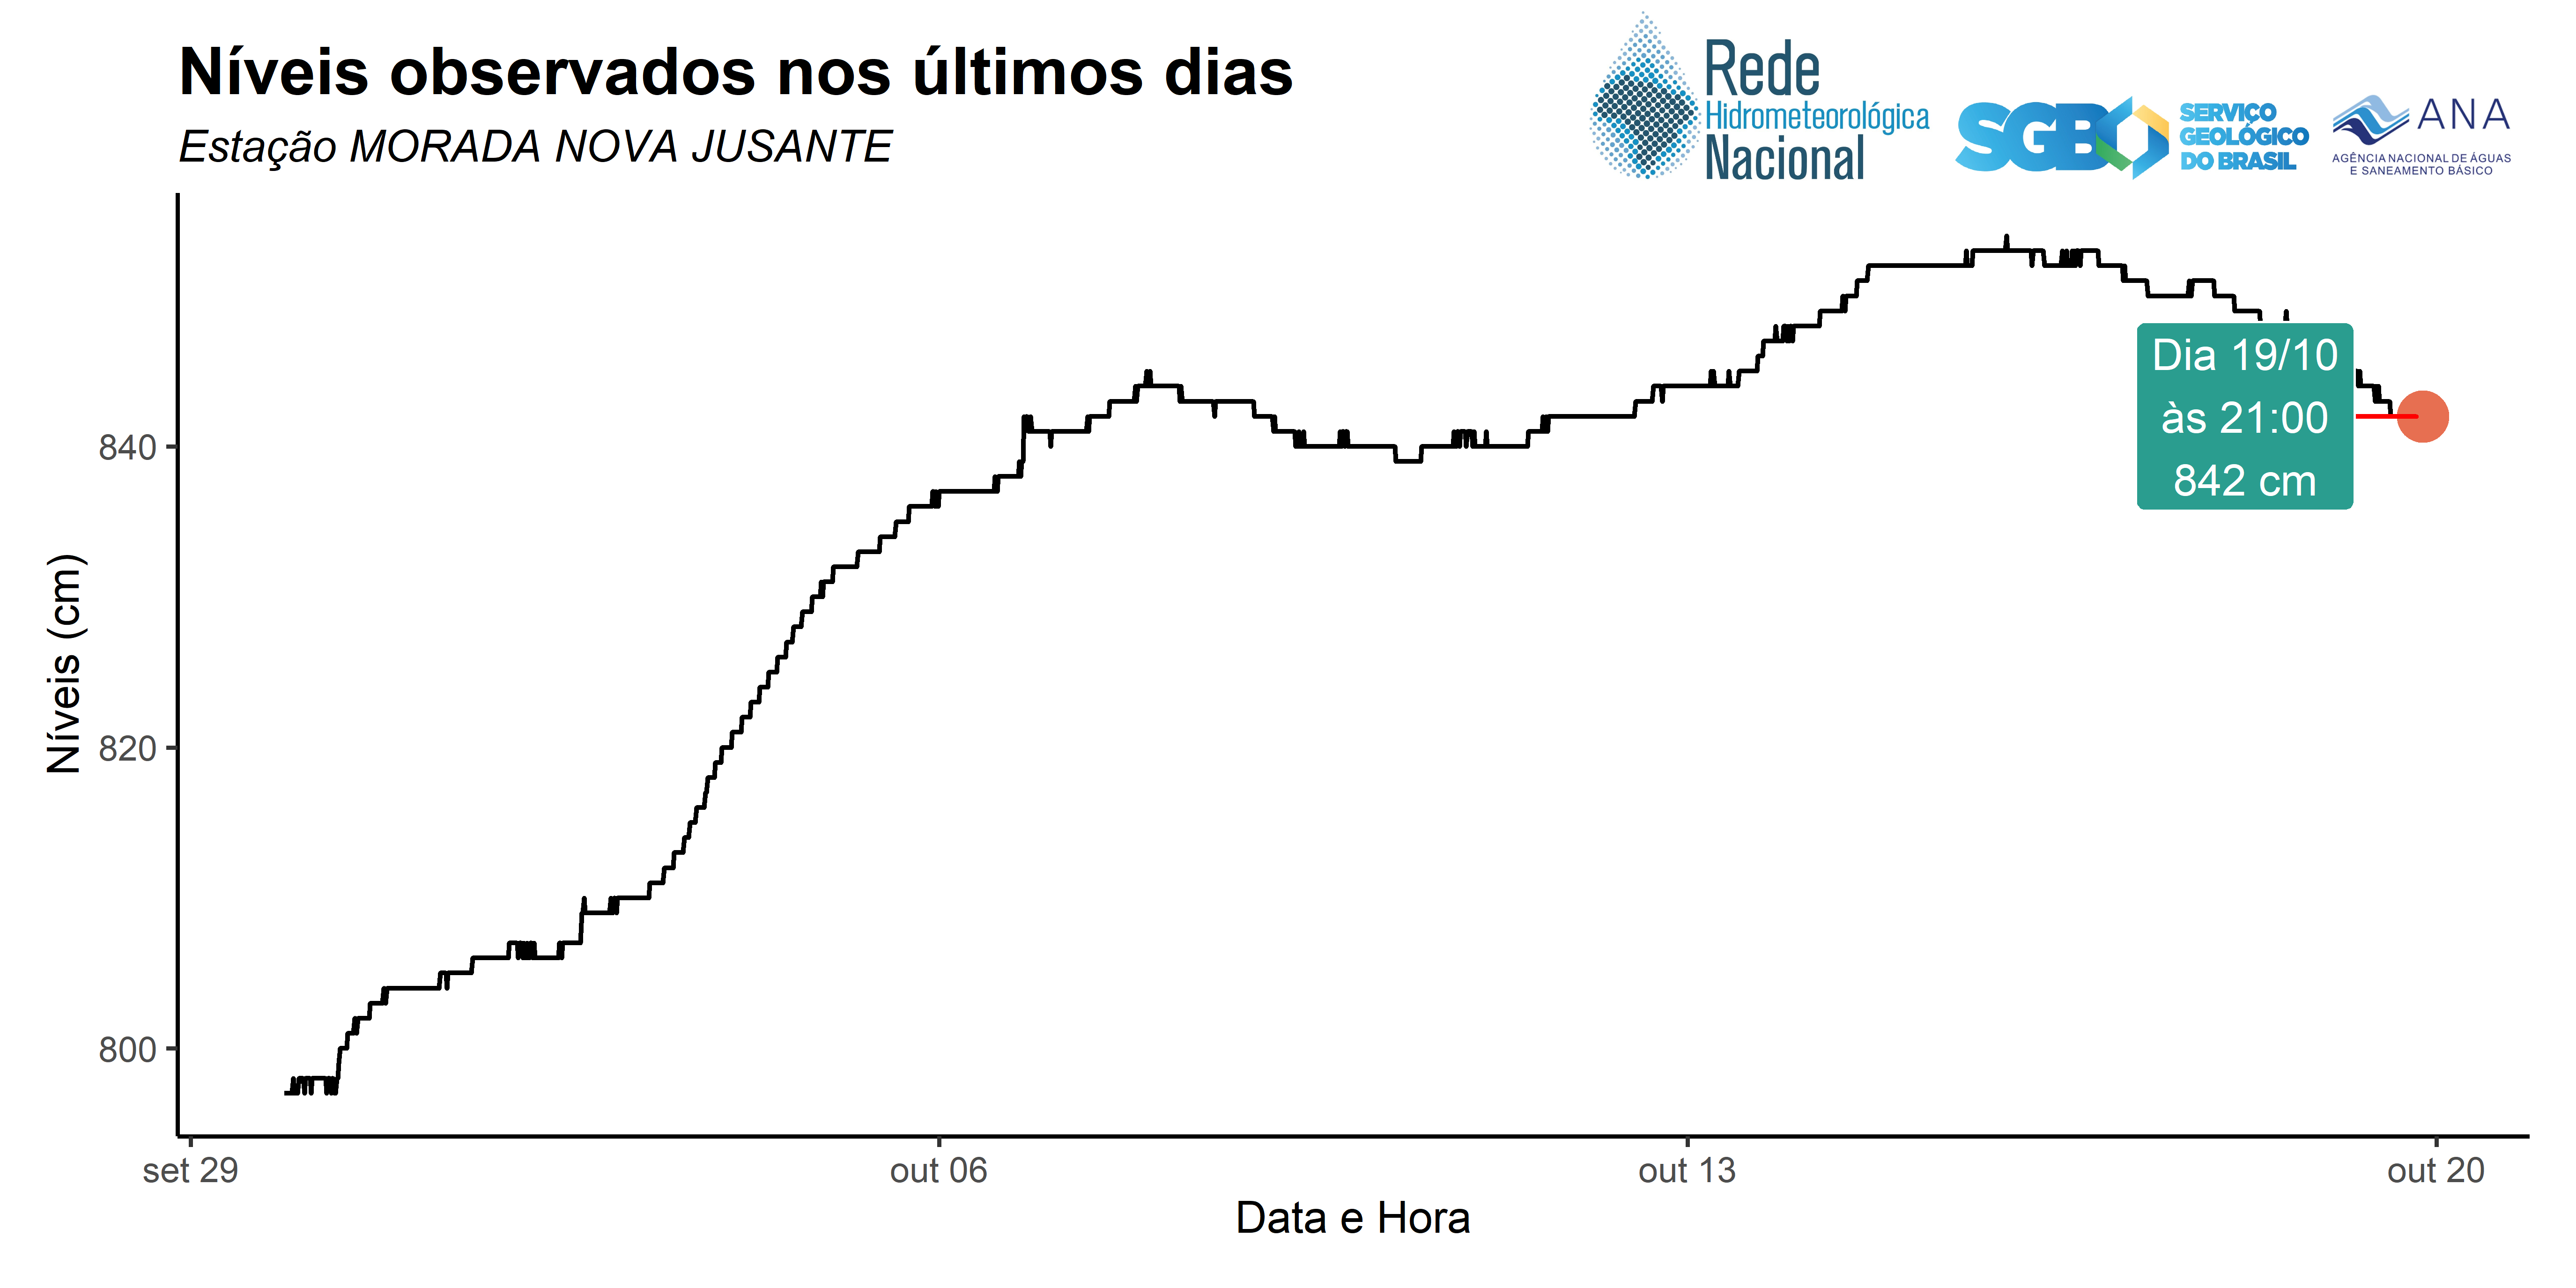 Níveis observados nos últimos dias
Estação MORADA NOVA JUSANTE
Rede
Hidrometeorológica
Nacional
SGB
SERVIÇO
GEOLÓGICO
DO BRASIL
ANA
AGÊNCIA NACIONAL DE ÁGUAS
E SANEAMENTO BÁSICO
Níveis (cm)
840
820
800
Dia 19/10
às 21:00
842 cm
set 29
out 06
out 13
out 20
Data e Hora